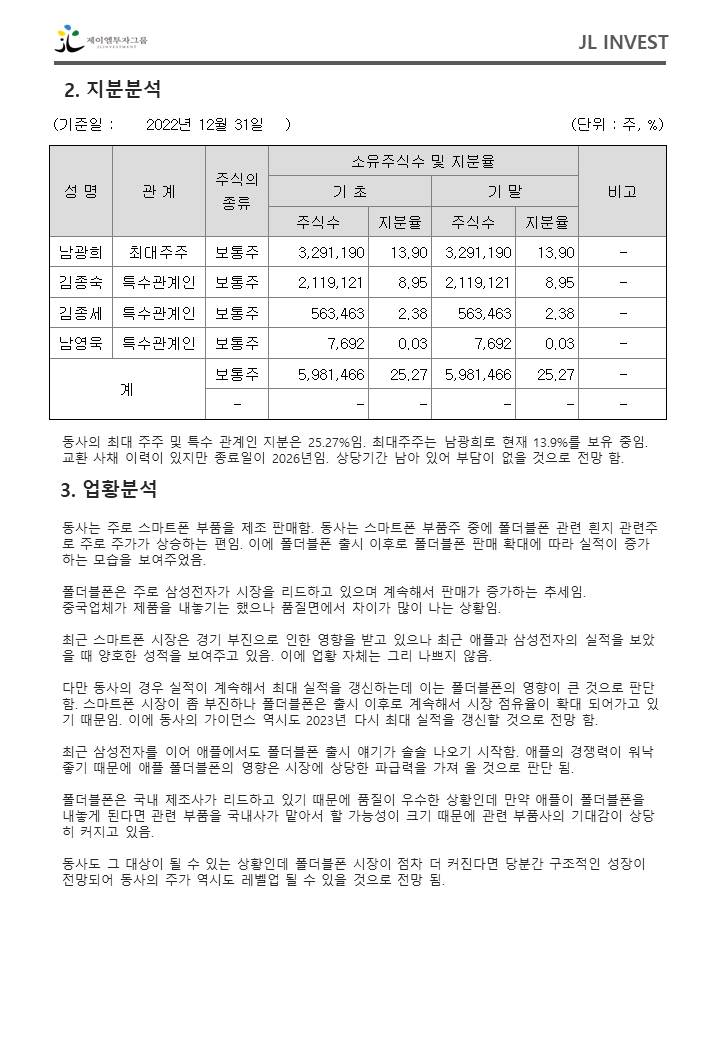 제이엘투자그룹
JLINVESTMENT
JL INVEST
2. 지분분석
(기준일 : 2022년 12월 31일 )
(단위 : 주, %)
성 명 관 계 주식의 종류 소유주식수 및 지분율 비고
기 초 기 말
주식수 지분율 주식수 지분율
남광희 최대주주 보통주 3,291,190 13.90 3,291,190 13.90 –
김종숙 특수관계인 보통주 2,119,121 8.95 2,119,121 8.95 –
김종세 특수관계인 보통주 563,463 2.38 563,463 2.38 –
남영욱 특수관계인 보통주 7,692 0.03 7,692 0.03 –
계 보통주 5,981,466 25.27 5,981,466 25.27 –
– – – – – –
동사의 최대 주주 및 특수 관계인 지분은 25.27%임. 최대주주는 남광희로 현재 13.9%를 보유 중임.
교환 사채 이력이 있지만 종료일이 2026년임. 상당기간 남아 있어 부담이 없을 것으로 전망 함.
3. 업황분석
동사는 주로 스마트폰 부품을 제조 판매함. 동사는 스마트폰 부품주 중에 폴더블폰 관련 흰지 관련주
로 주로 주가가 상승하는 편임. 이에 폴더블폰 출시 이후로 폴더블폰 판매 확대에 따라 실적이 증가
하는 모습을 보여주었음.
폴더블폰은 주로 삼성전자가 시장을 리드하고 있으며 계속해서 판매가 증가하는 추세임.
중국업체가 제품을 내놓기는 했으나 품질면에서 차이가 많이 나는 상황임.
최근 스마트폰 시장은 경기 부진으로 인한 영향을 받고 있으나 최근 애플과 삼성전자의 실적을 보았
을 때 양호한 성적을 보여주고 있음. 이에 업황 자체는 그리 나쁘지 않음.
다만 동사의 경우 실적이 계속해서 최대 실적을 갱신하는데 이는 폴더블폰의 영향이 큰 것으로 판단
함. 스마트폰 시장이 좀 부진하나 폴더블폰은 출시 이후로 계속해서 시장 점유율이 확대 되어가고 있
기 때문임. 이에 동사의 가이던스 역시도 2023년 다시 최대 실적을 갱신할 것으로 전망 함.
최근 삼성전자를 이어 애플에서도 폴더블폰 출시 얘기가 솔솔 나오기 시작함. 애플의 경쟁력이 워낙
좋기 때문에 애플 폴더블폰의 영향은 시장에 상당한 파급력을 가져 올 것으로 판단 됨.
폴더블폰은 국내 제조사가 리드하고 있기 때문에 품질이 우수한 상황인데 만약 애플이 폴더블폰을
내놓게 된다면 관련 부품을 국내사가 맡아서 할 가능성이 크기 때문에 관련 부품사의 기대감이 상당
히 커지고 있음.
동사도 그 대상이 될 수 있는 상황인데 폴더블폰 시장이 점차 더 커진다면 당분간 구조적인 성장이
전망되어 동사의 주가 역시도 레벨업 될 수 있을 것으로 전망 됨.